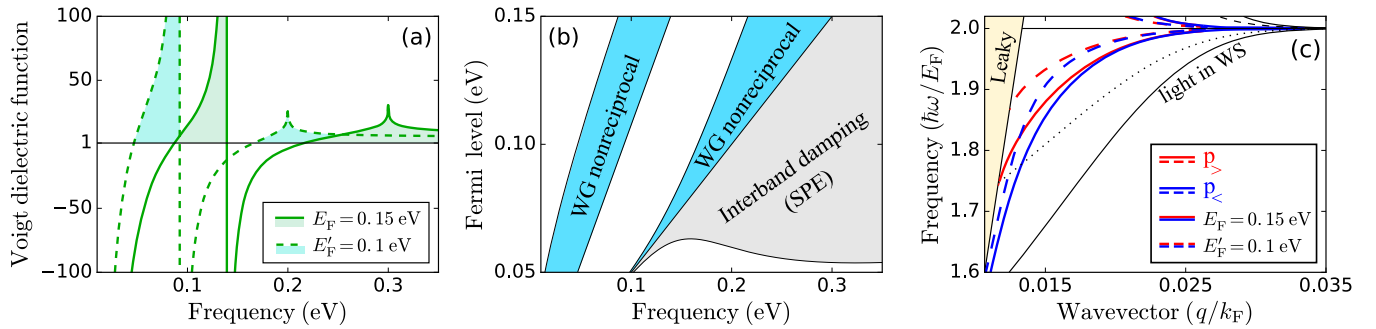 (a)
Voigt dielectric function
100
50
1
−50
−100
0.1
0.2
0.3
Frequency (eV)
E_F = 0.15 eV
E′_F = 0.1 eV
(b)
Fermi level (eV)
0.15
0.10
0.05
0.1
0.2
0.3
Frequency (eV)
WG nonreciprocal
WG nonreciprocal
Interband damping
(SPE)
(c)
Frequency (ħω/E_F)
2.0
1.9
1.8
1.7
1.6
0.015
0.025
0.035
Wavevector (q/k_F)
Leaky
light in WS
p_>
p_<
E_F = 0.15 eV
E′_F = 0.1 eV